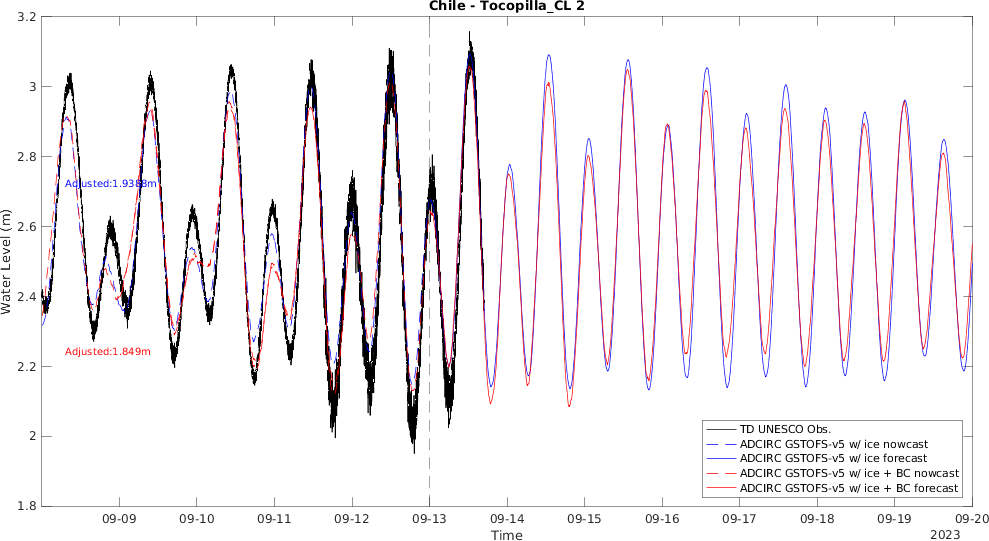 Chile - Tocopilla_CL 2
3.2
3
2.8
2.6
2.4
2.2
2
1.8
Water Level (m)
Adjusted:1.9388m
Adjusted:1.849m
TD UNESCO Obs.
ADCIRC GSTOFS-v5 w/ ice nowcast
ADCIRC GSTOFS-v5 w/ ice forecast
ADCIRC GSTOFS-v5 w/ ice + BC nowcast
ADCIRC GSTOFS-v5 w/ ice + BC forecast
09-09 09-10 09-11 09-12 09-13 09-14 09-15 09-16 09-17 09-18 09-19 09-20
Time
2023